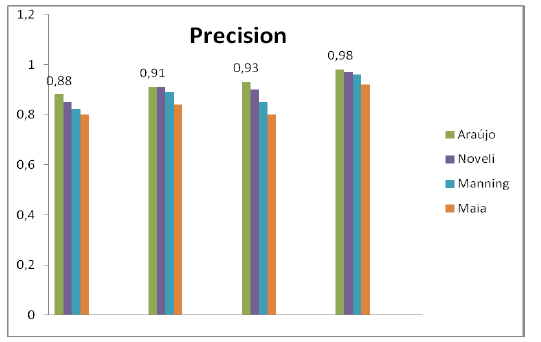 Precision
1,2
1
0,8
0,6
0,4
0,2
0
0,88
0,91
0,93
0,98
Araújo
Noveli
Manning
Maia